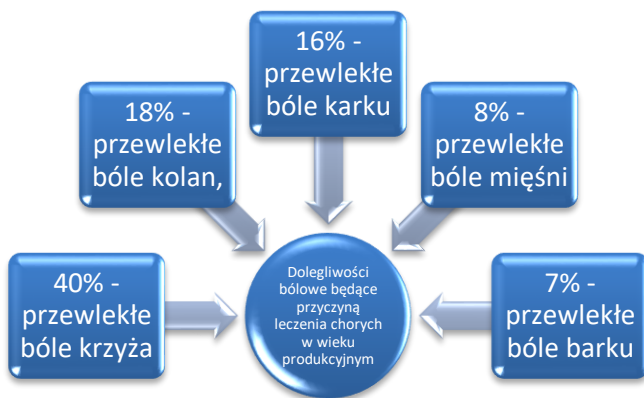 16% -
przewlekłe
bóle karku
18% -
przewlekłe
bóle kolan,
8% -
przewlekłe
bóle mięśni
40% -
przewlekłe
bóle krzyża
Dolegliwości
bólowe będące
przyczyną
leczenia chorych
w wieku
produkcyjnym
7% -
przewlekłe
bóle barku